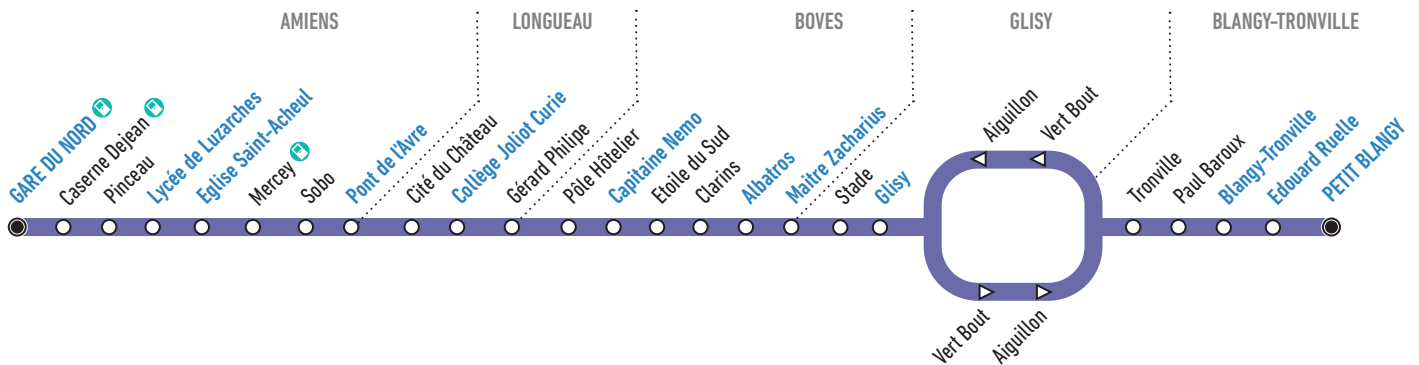 AMIENS
LONGUEAU
BOVES
GLISY
BLANGY-TRONVILLE
GARE DU NORD
Caserne Dejean
Pinceau
Lycée de Luzarches
Eglise Saint-Acheul
Mercey
Sobo
Pont de l'Avre
Cité du Château
Collège Joliot Curie
Gérard Philipe
Pôle Hôtelier
Capitaine Nemo
Etoile du Sud
Clarins
Albatros
Maitre Zacharius
Stade
Glisy
Aiguillon
Vert Bout
Vert Bout
Aiguillon
Tronville
Paul Baroux
Blangy-Tronville
Edouard Ruelle
PETIT BLANGY